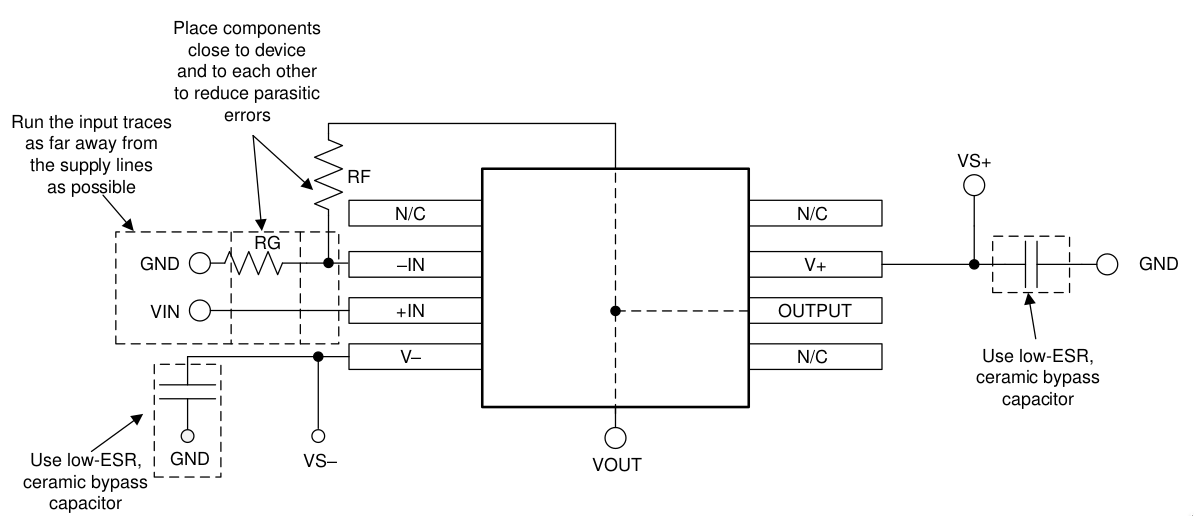 Place components
close to device
and to each other
to reduce parasitic
errors
Run the input traces
as far away from
the supply lines
as possible
RF
RG
GND
VIN
N/C
–IN
+IN
V–
N/C
V+
OUTPUT
N/C
VS+
GND
Use low-ESR,
ceramic bypass
capacitor
GND
VS–
VOUT
Use low-ESR,
ceramic bypass
capacitor